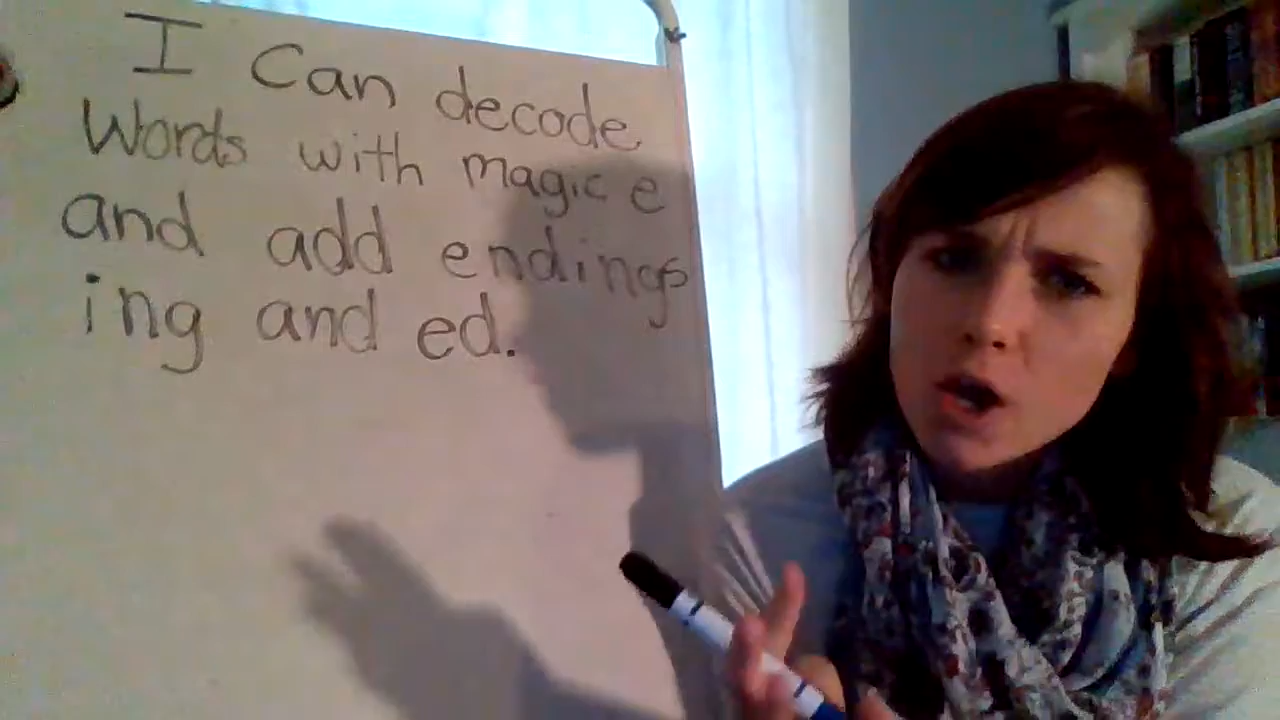 I Can decode
Words with magic e
and add endings
ing and ed.